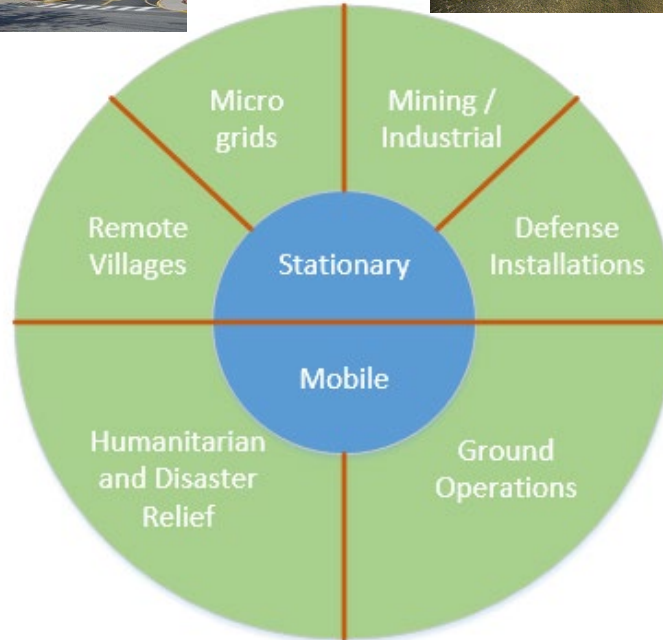 Micro
grids
Mining /
Industrial
Remote
Villages
Defense
Installations
Stationary
Mobile
Humanitarian
and Disaster
Relief
Ground
Operations